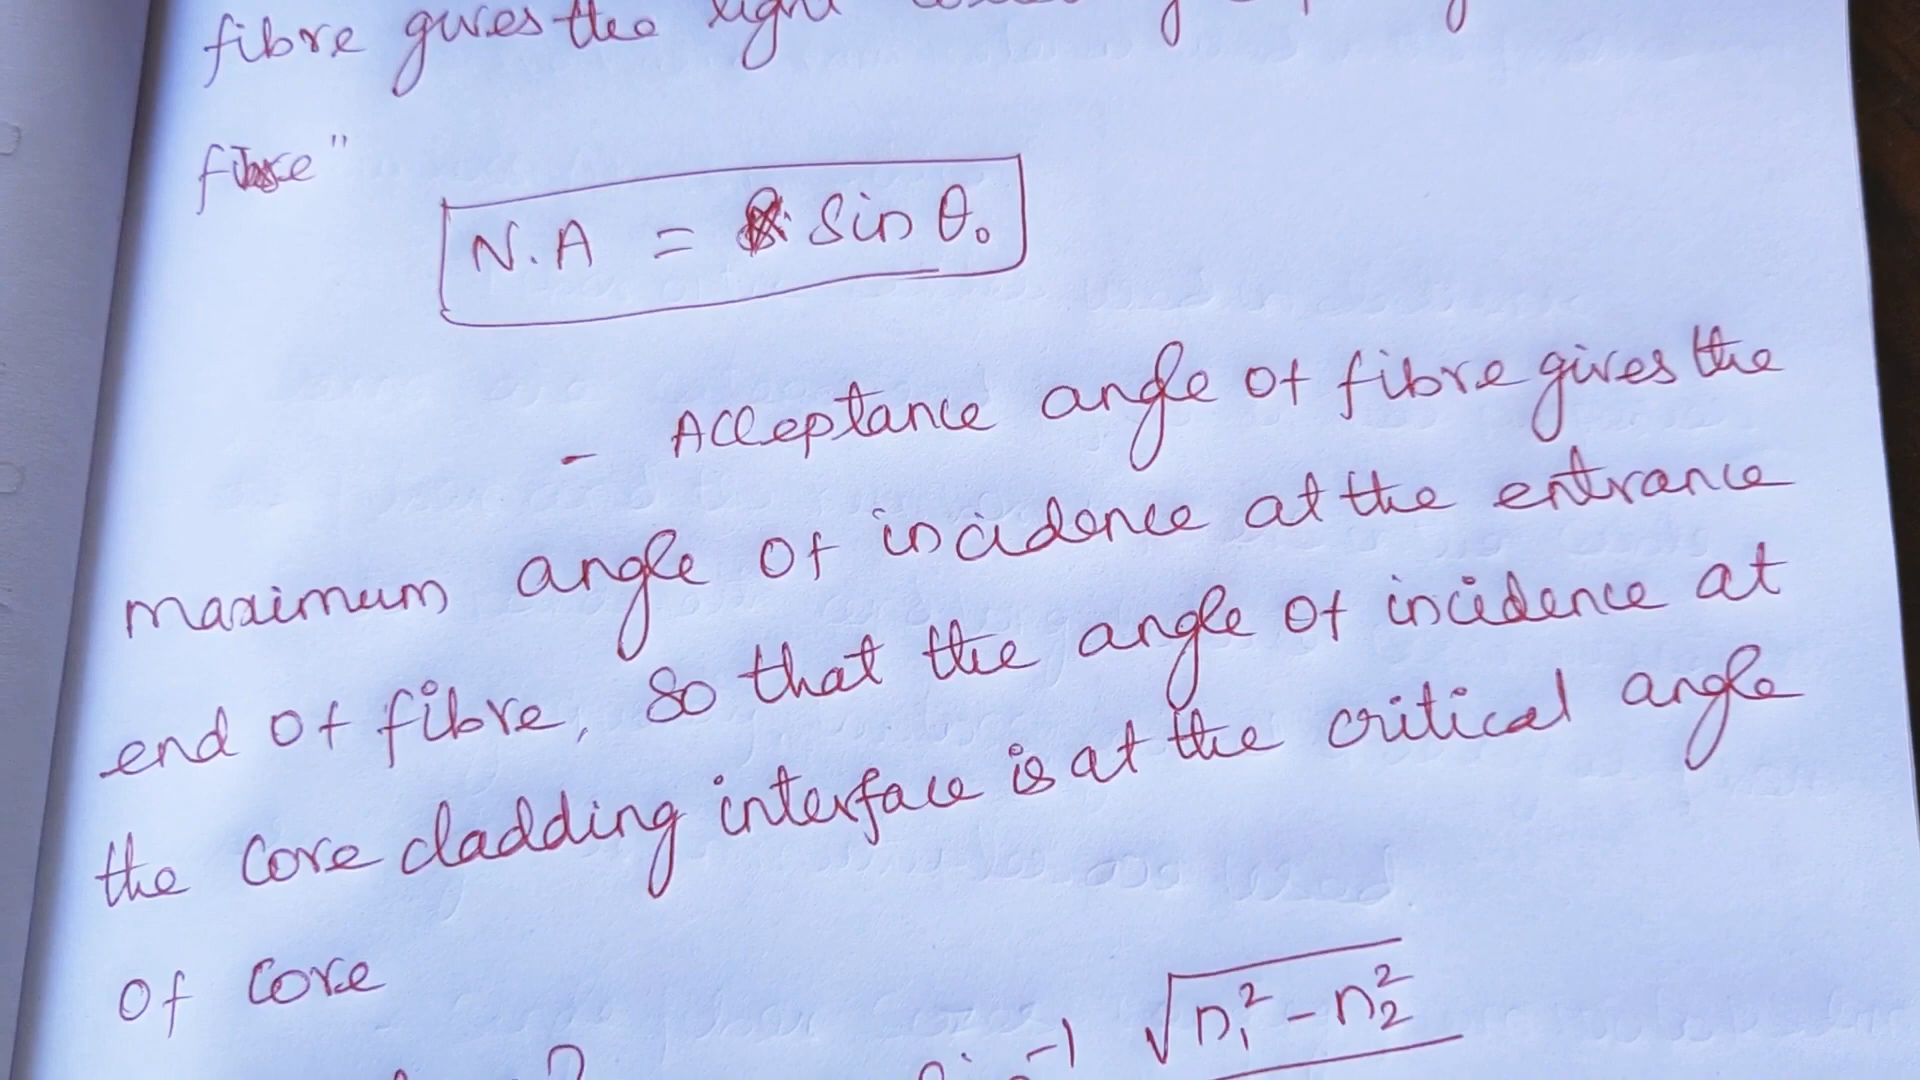 fibre gives the light
fibre"
N.A = Sin θ₀
- Acceptance angle of fibre gives the
maximum angle of incidence at the entrance
end of fibre, so that the angle of incidence at
the core cladding interface is at the critical angle
of core
-1 √n₁² - n₂²